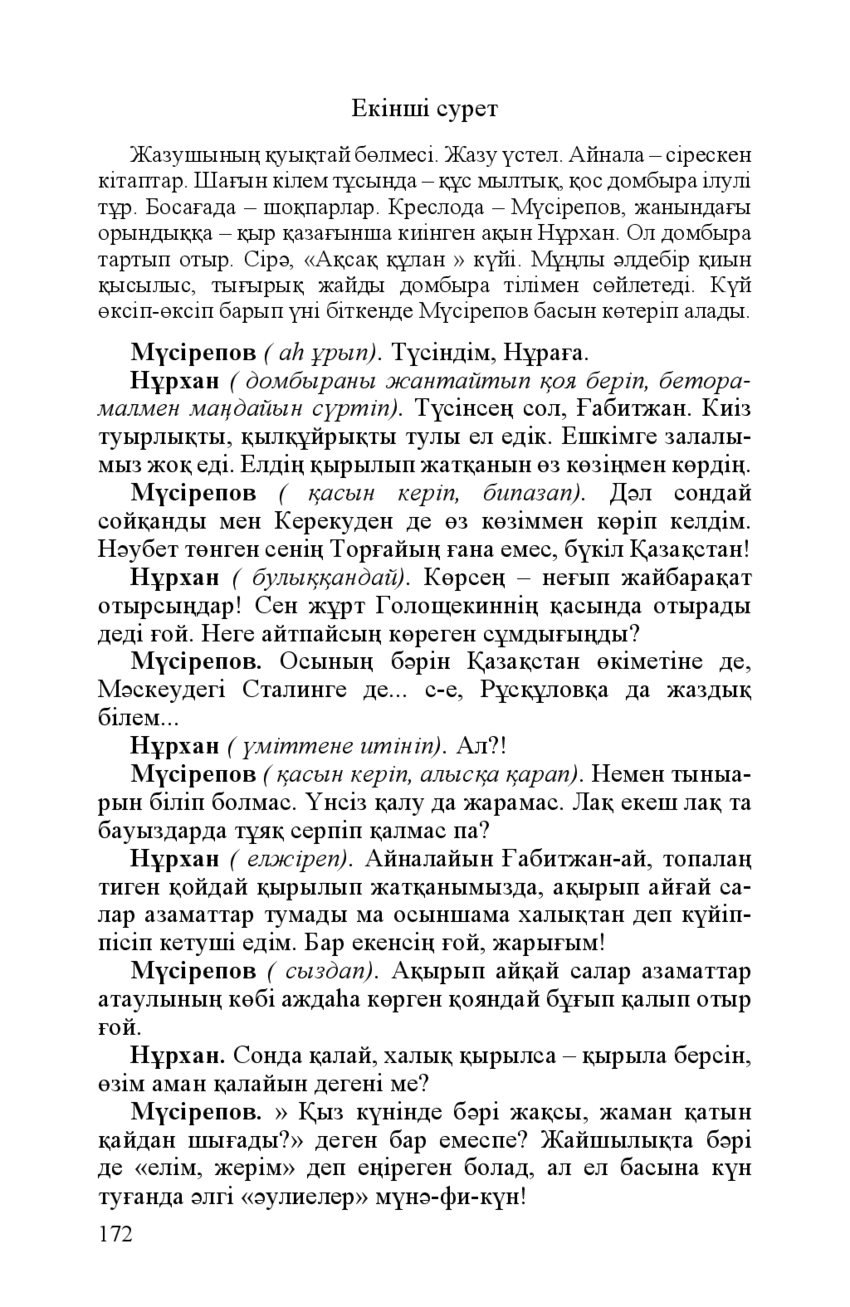 Екінші сурет
Жазушының қуықтай бөлмесі. Жазу үстел. Айнала – сірескен
кітаптар. Шағын кілем тұсында – құс мылтық, қос домбыра ілулі
тұр. Босағада – шоқпарлар. Креслода – Мүсірепов, жанындағы
орындыққа – қыр қазағынша киінген ақын Нұрхан. Ол домбыра
тартып отыр. Сірә, «Ақсақ құлан » күйі. Мұңлы әлдебір қиын
қысылыс, тығырық жайды домбыра тілімен сөйлетеді. Күй
өксіп-өксіп барып үні біткенде Мүсірепов басын көтеріп алады.
Мүсірепов ( аһ ұрып). Түсіндім, Нұраға.
Нұрхан ( домбыраны жантайтып қоя беріп, бетора-
малмен маңдайын сүртіп). Түсінсең сол, Ғабитжан. Киіз
туырлықты, қылқұйрықты тулы ел едік. Ешкімге залалы-
мыз жоқ еді. Елдің қырылып жатқанын өз көзіңмен көрдің.
Мүсірепов ( қасын керіп, бипазап). Дәл сондай
сойқанды мен Керекуден де өз көзіммен көріп келдім.
Нәубет төнген сенің Торғайың ғана емес, бүкіл Қазақстан!
Нұрхан ( булыққандай). Көрсең – неғып жайбарақат
отырсыңдар! Сен жұрт Голощекиннің қасында отырады
деді ғой. Неге айтпайсың көреген сұмдығыңды?
Мүсірепов. Осының бәрін Қазақстан өкіметіне де,
Мәскеудегі Сталинге де... с-е, Рұсқұловқа да жаздық
білем...
Нұрхан ( үміттене итініп). Ал?!
Мүсірепов ( қасын керіп, алысқа қарап). Немен тыныа-
рын біліп болмас. Үнсіз қалу да жарамас. Лақ екеш лақ та
бауыздарда тұяқ серпіп қалмас па?
Нұрхан ( елжіреп). Айналайын Ғабитжан-ай, топалаң
тиген қойдай қырылып жатқанымызда, ақырып айғай са-
лар азаматтар тумады ма осыншама халықтан деп күйіп-
пісіп кетуші едім. Бар екенсің ғой, жарығым!
Мүсірепов ( сыздап). Ақырып айқай салар азаматтар
атаулының көбі аждаһа көрген қояндай бұғып қалып отыр
ғой.
Нұрхан. Сонда қалай, халық қырылса – қырыла берсін,
өзім аман қалайын дегені ме?
Мүсірепов. » Қыз күнінде бәрі жақсы, жаман қатын
қайдан шығады?» деген бар емеспе? Жайшылықта бәрі
де «елім, жерім» деп еңіреген болад, ал ел басына күн
туғанда әлгі «әулиелер» мүнә-фи-күн!
172